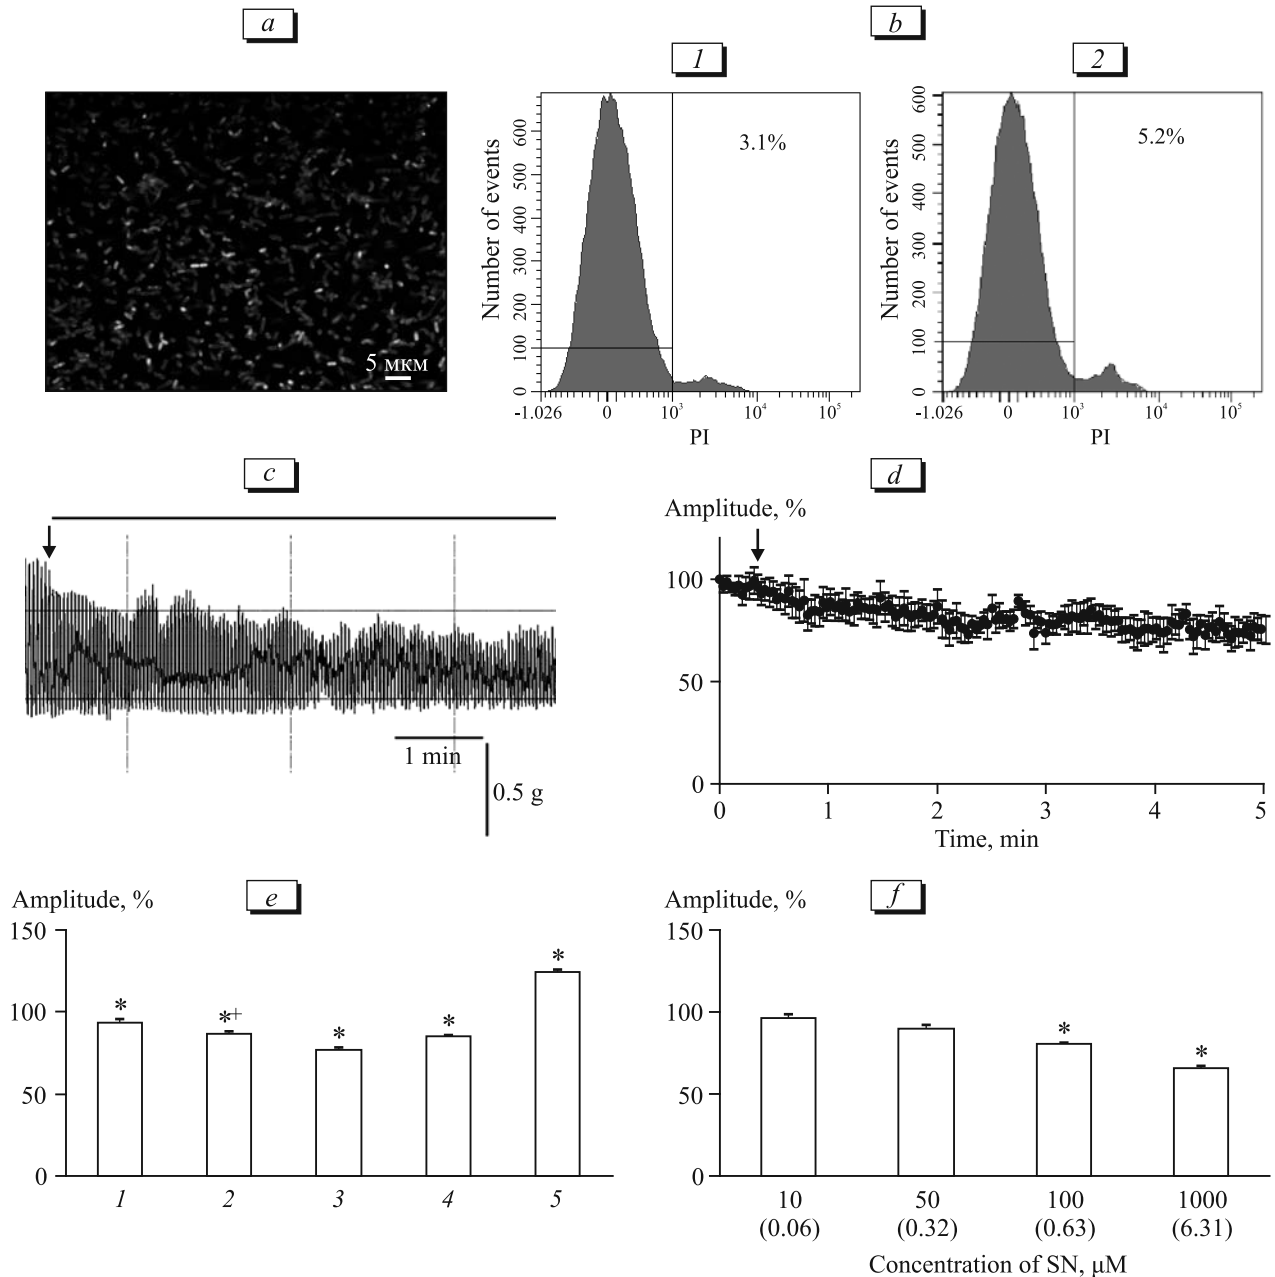 a
5 мкм
b
1
Number of events
600
500
400
300
200
100
0
3.1%
-1.026
0
10³
10⁴
10⁵
PI
2
Number of events
600
500
400
300
200
100
0
5.2%
-1.026
0
10³
10⁴
10⁵
PI
c
1 min
0.5 g
d
Amplitude, %
100
50
0
0 1 2 3 4 5
Time, min
e
Amplitude, %
150
100
50
0
*
*+
*
*
*
1 2 3 4 5
f
Amplitude, %
150
100
50
0
*
*
10 50 100 1000
(0.06) (0.32) (0.63) (6.31)
Concentration of SN, μM